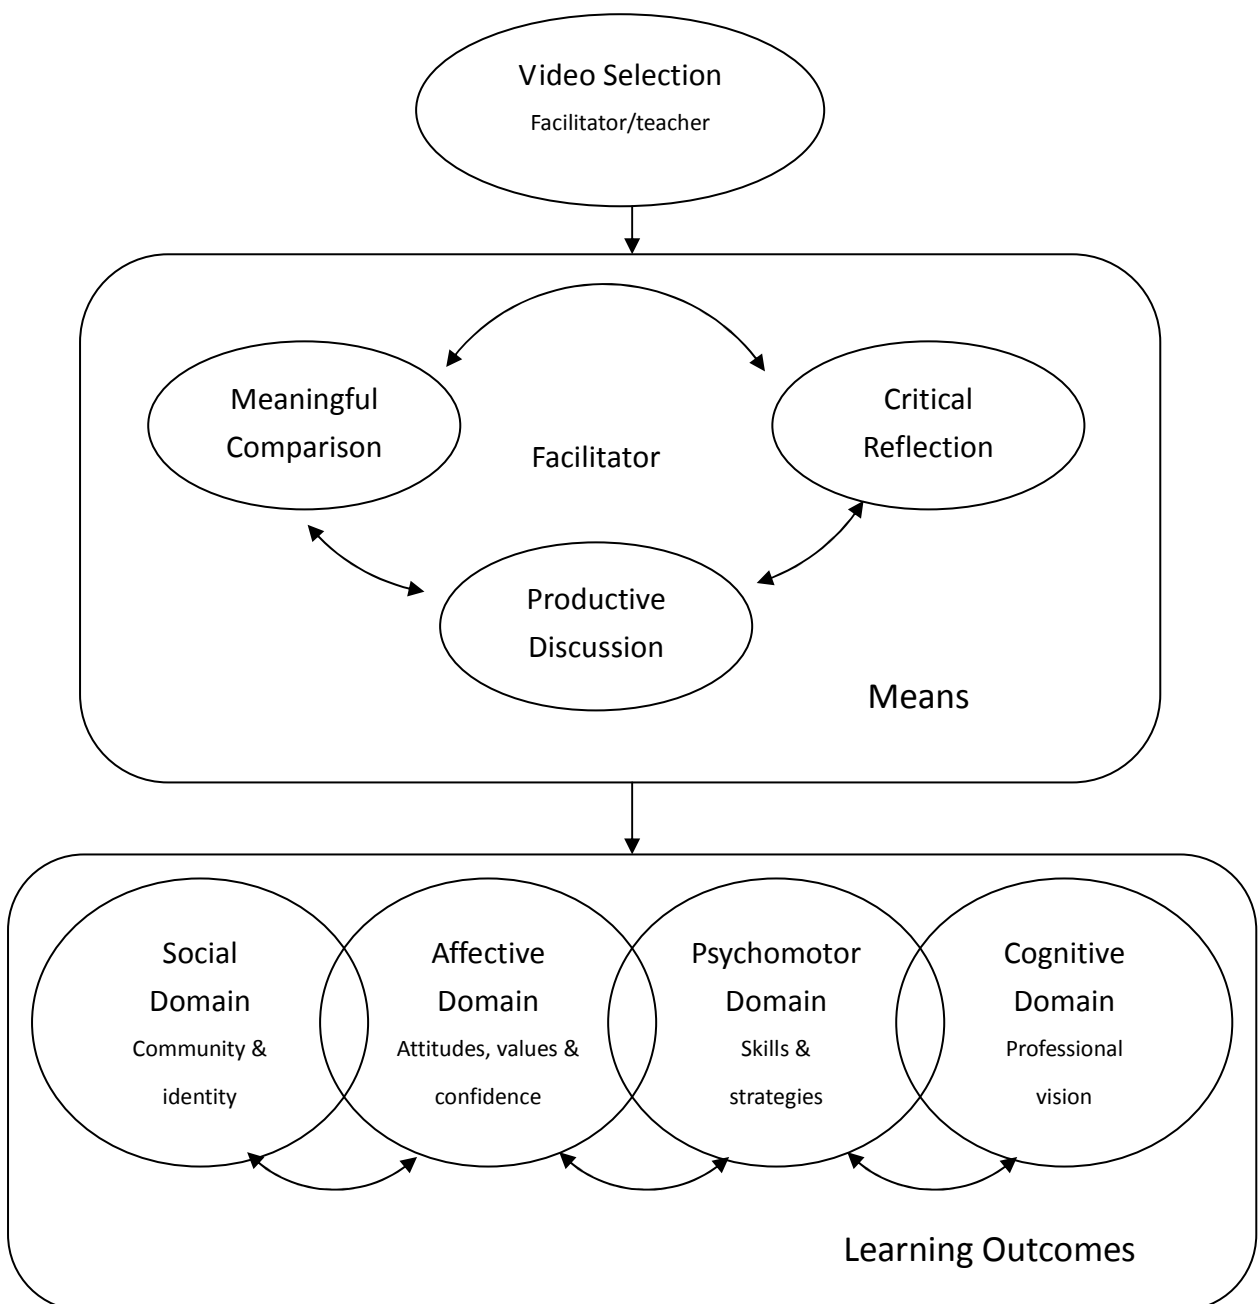 Video Selection
Facilitator/teacher
Meaningful
Comparison
Critical
Reflection
Facilitator
Productive
Discussion
Means
Social
Domain
Community &
identity
Affective
Domain
Attitudes, values &
confidence
Psychomotor
Domain
Skills &
strategies
Cognitive
Domain
Professional
vision
Learning Outcomes